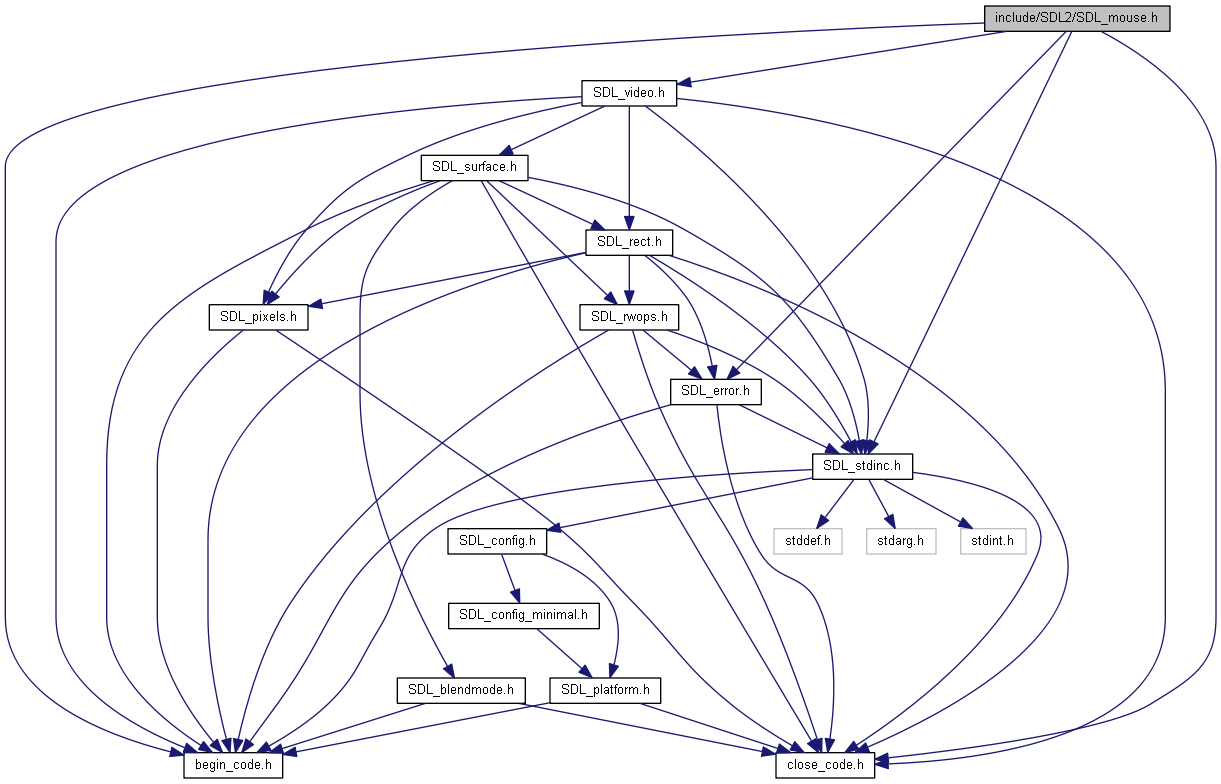 include/SDL2/SDL_mouse.h
SDL_video.h
SDL_surface.h
SDL_rect.h
SDL_pixels.h
SDL_rwops.h
SDL_error.h
SDL_stdinc.h
SDL_config.h
stddef.h
stdarg.h
stdint.h
SDL_config_minimal.h
SDL_blendmode.h
SDL_platform.h
begin_code.h
close_code.h